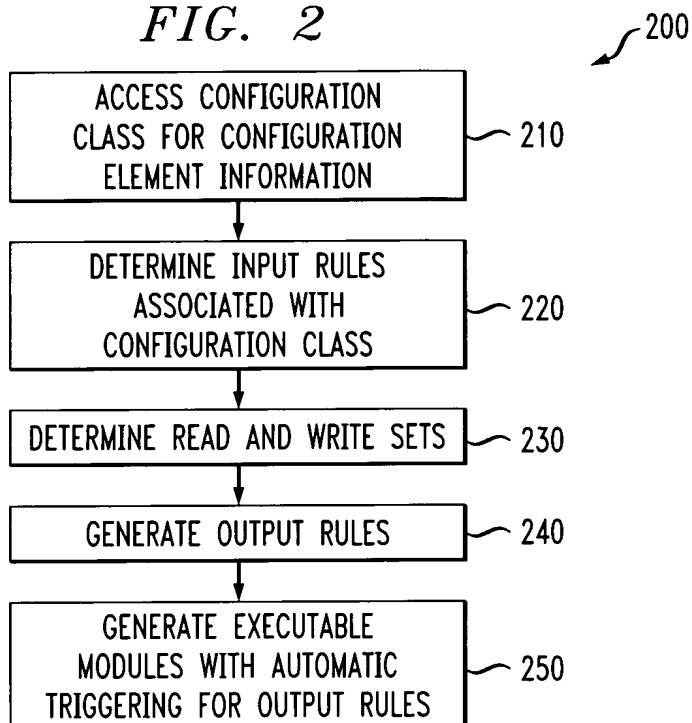 FIG. 2
200
ACCESS CONFIGURATION
CLASS FOR CONFIGURATION
ELEMENT INFORMATION
210
DETERMINE INPUT RULES
ASSOCIATED WITH
CONFIGURATION CLASS
220
DETERMINE READ AND WRITE SETS
230
GENERATE OUTPUT RULES
240
GENERATE EXECUTABLE
MODULES WITH AUTOMATIC
TRIGGERING FOR OUTPUT RULES
250